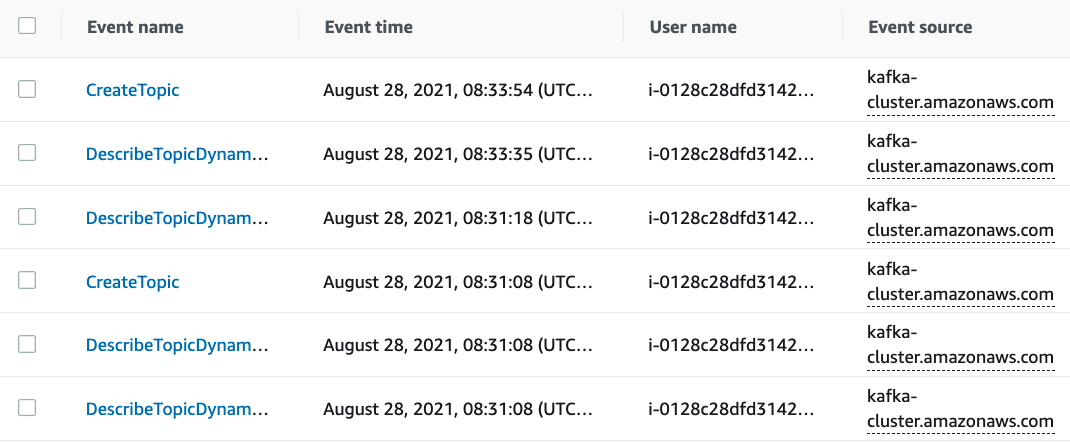 Event name Event time User name Event source
CreateTopic August 28, 2021, 08:33:54 (UTC... i-0128c28dfd3142... kafka-
cluster.amazonaws.com
DescribeTopicDynam... August 28, 2021, 08:33:35 (UTC... i-0128c28dfd3142... kafka-
cluster.amazonaws.com
DescribeTopicDynam... August 28, 2021, 08:31:18 (UTC... i-0128c28dfd3142... kafka-
cluster.amazonaws.com
CreateTopic August 28, 2021, 08:31:08 (UTC... i-0128c28dfd3142... kafka-
cluster.amazonaws.com
DescribeTopicDynam... August 28, 2021, 08:31:08 (UTC... i-0128c28dfd3142... kafka-
cluster.amazonaws.com
DescribeTopicDynam... August 28, 2021, 08:31:08 (UTC... i-0128c28dfd3142... kafka-
cluster.amazonaws.com